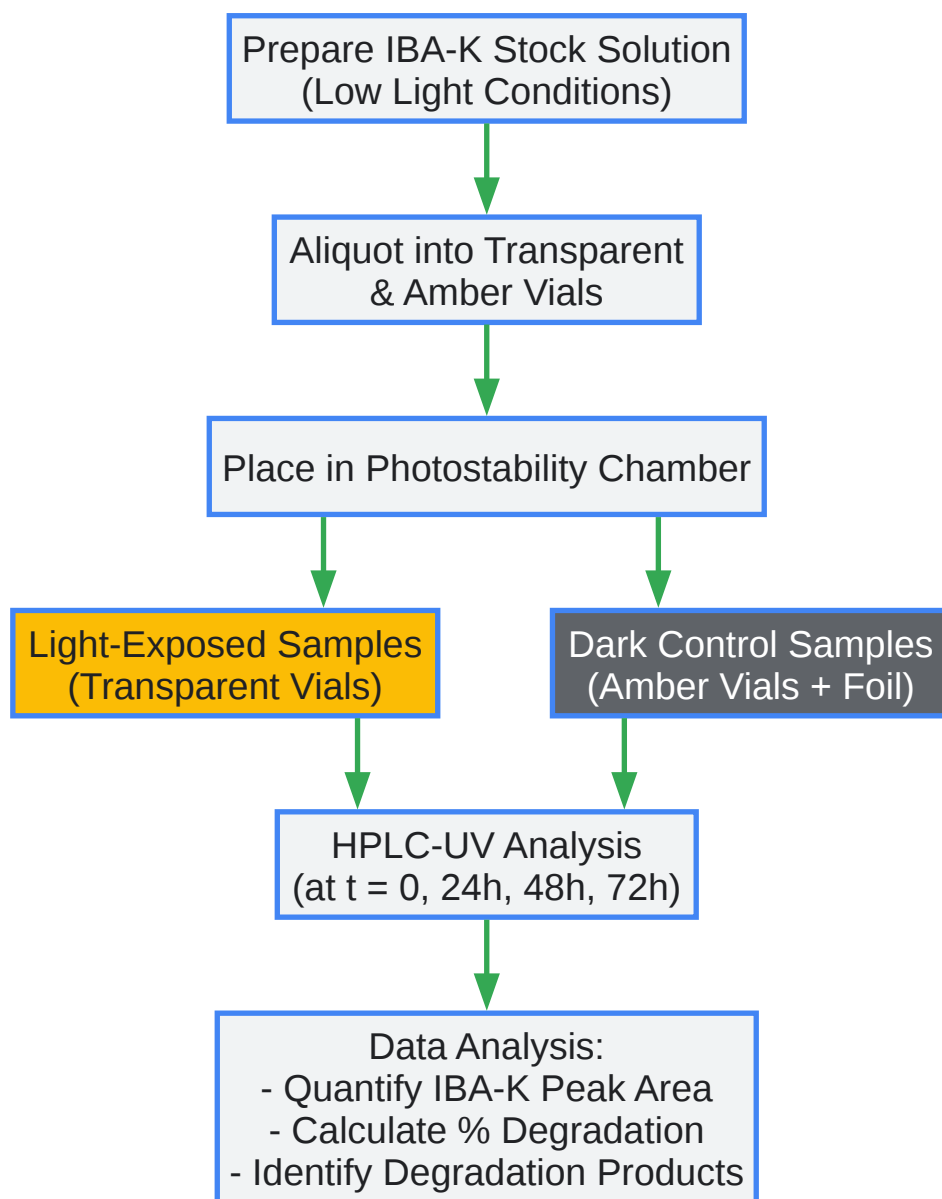 Prepare IBA-K Stock Solution
(Low Light Conditions)
Aliquot into Transparent
& Amber Vials
Place in Photostability Chamber
Light-Exposed Samples
(Transparent Vials)
Dark Control Samples
(Amber Vials + Foil)
HPLC-UV Analysis
(at t = 0, 24h, 48h, 72h)
Data Analysis:
- Quantify IBA-K Peak Area
- Calculate % Degradation
- Identify Degradation Products